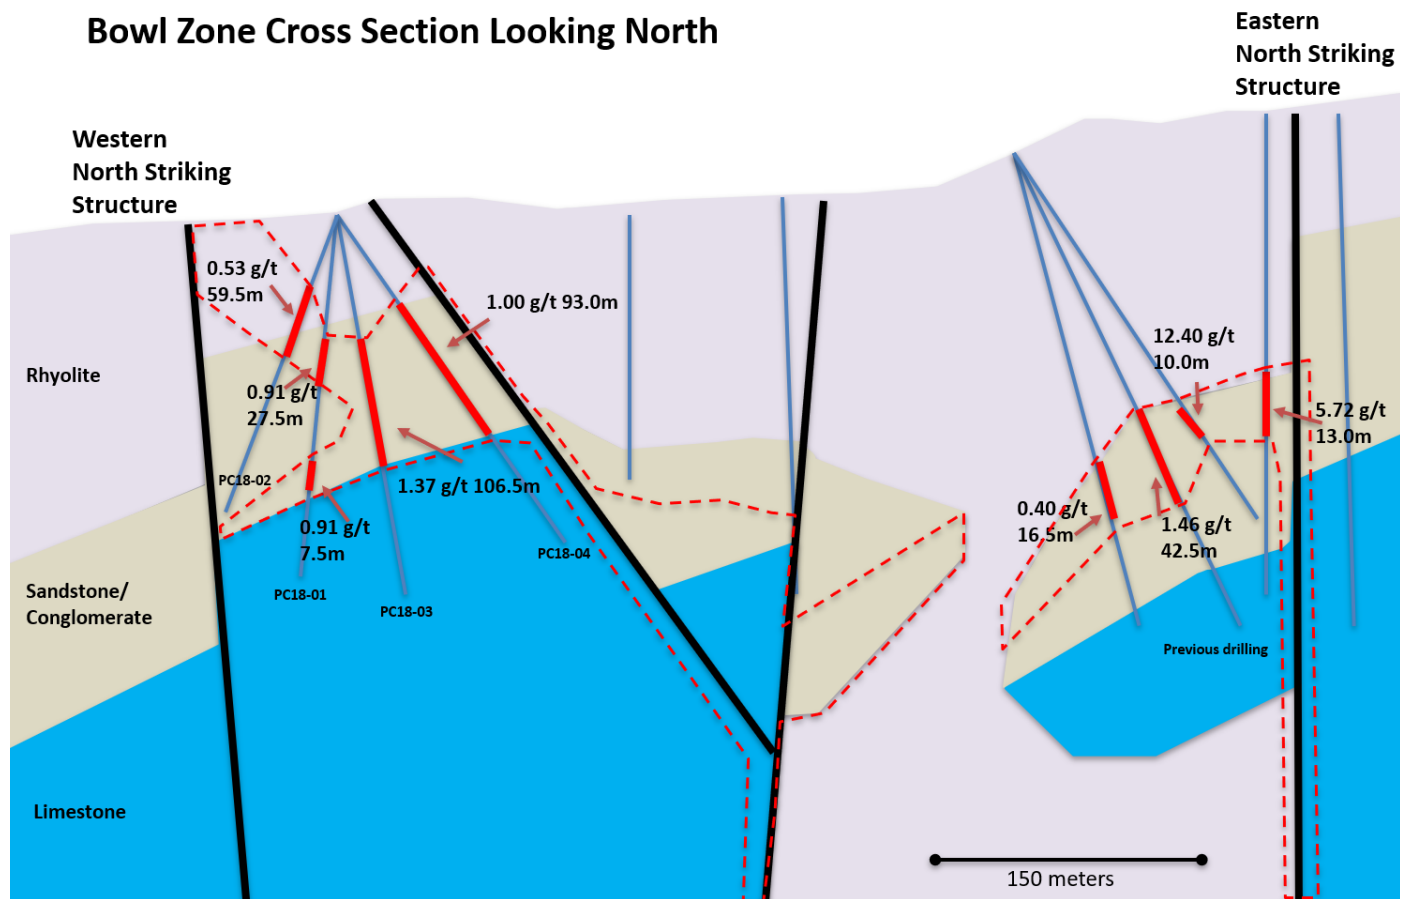 Bowl Zone Cross Section Looking North
Eastern
North Striking
Structure
Western
North Striking
Structure
0.53 g/t
59.5m
1.00 g/t 93.0m
12.40 g/t
10.0m
Rhyolite
0.91 g/t
27.5m
5.72 g/t
13.0m
PC18-02
1.37 g/t 106.5m
0.40 g/t
16.5m
1.46 g/t
42.5m
0.91 g/t
7.5m
PC18-04
Sandstone/
Conglomerate
PC18-01
PC18-03
Previous drilling
Limestone
150 meters